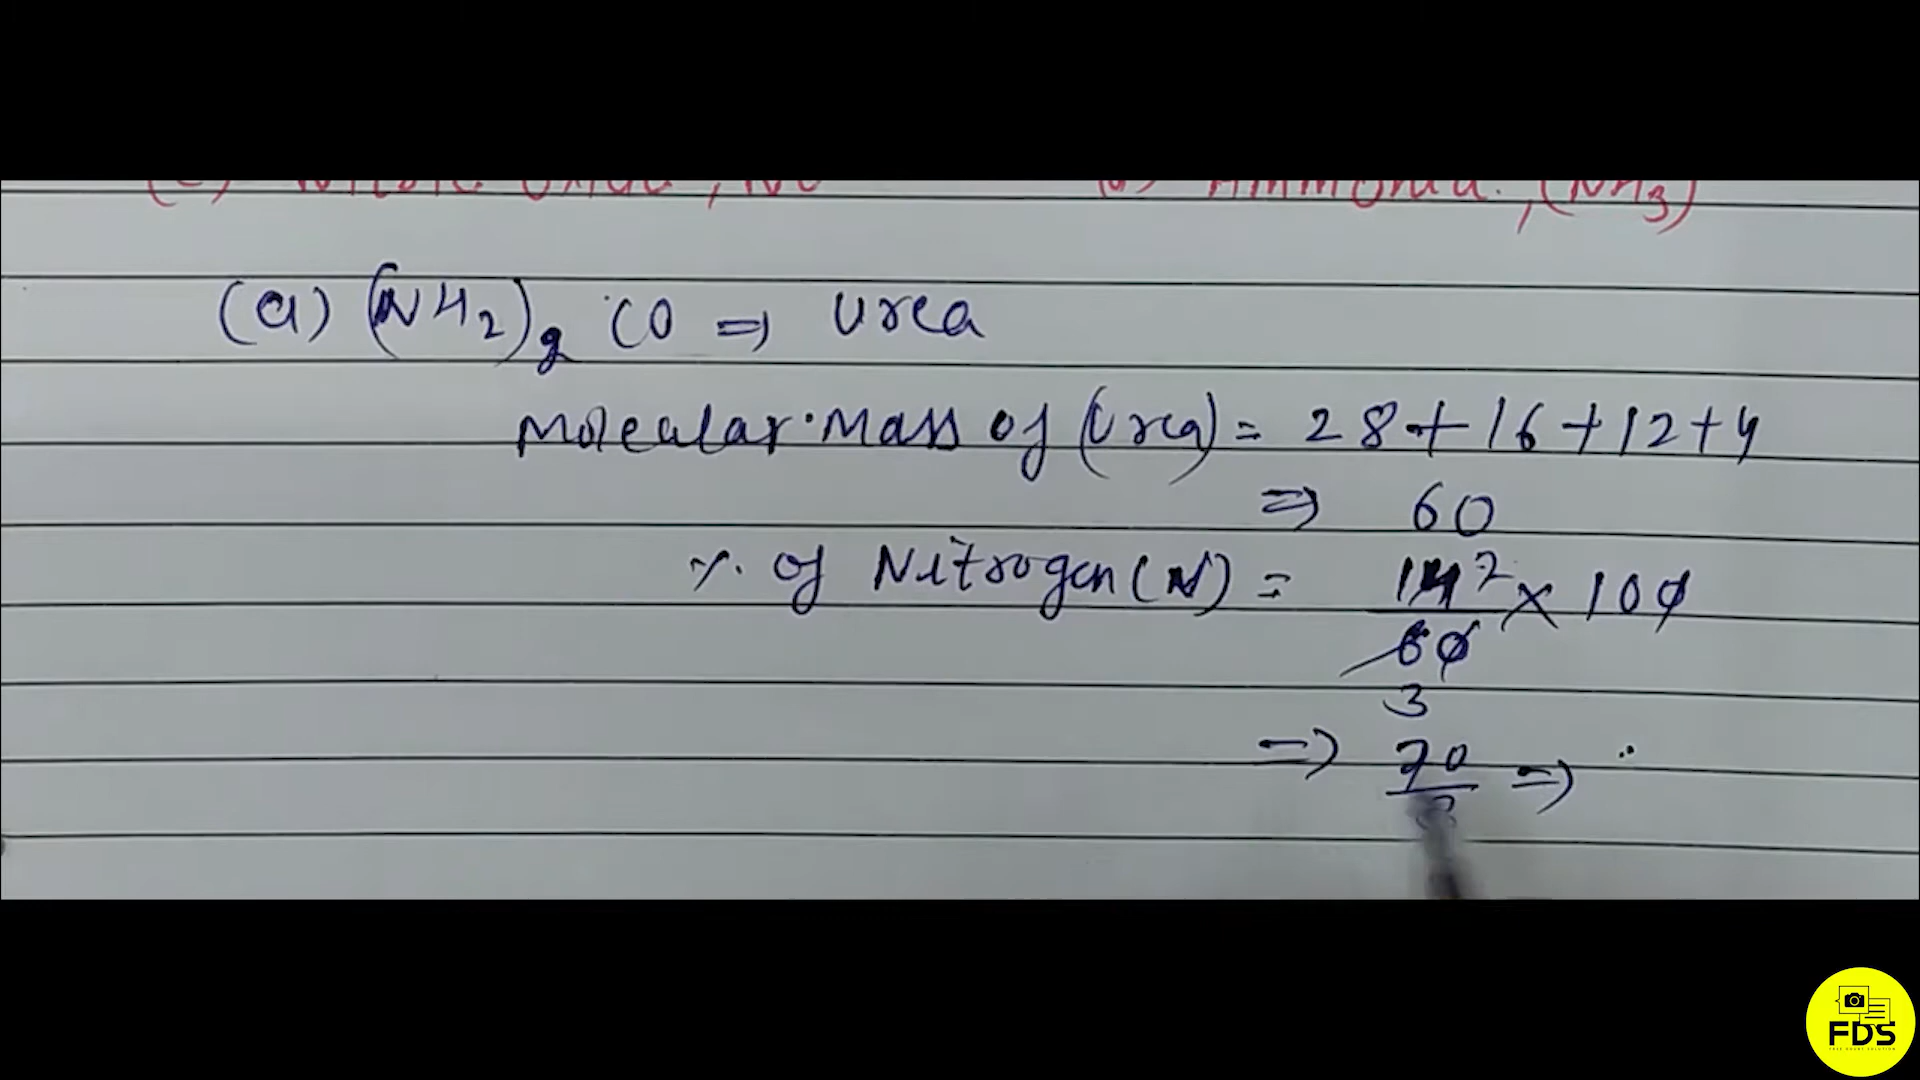 (a) (NH₂)₂ CO ⇒ Urea
Molecular Mass of (Urea) = 28 + 16 + 12 + 4
⇒ 60
% of Nitrogen (N) = × 100
60
3
⇒ 70 ⇒
FDS